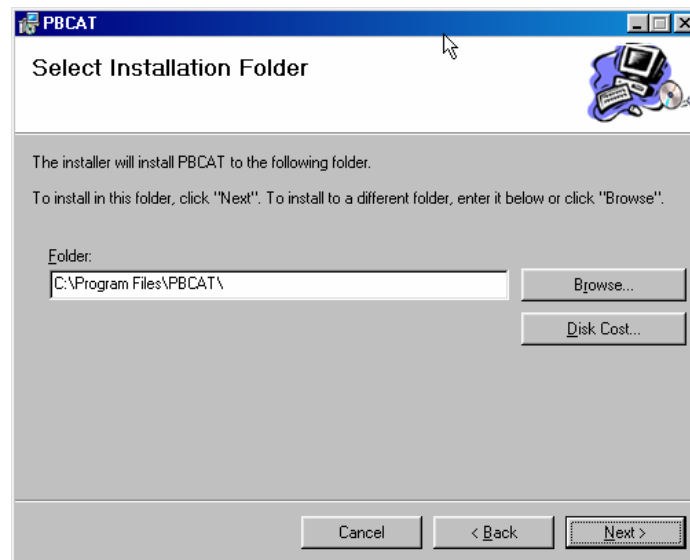 PBCAT
Select Installation Folder
The installer will install PBCAT to the following folder.
To install in this folder, click "Next". To install to a different folder, enter it below or click "Browse".
Folder:
C:\Program Files\PBCAT\
Browse...
Disk Cost...
Cancel
< Back
Next >